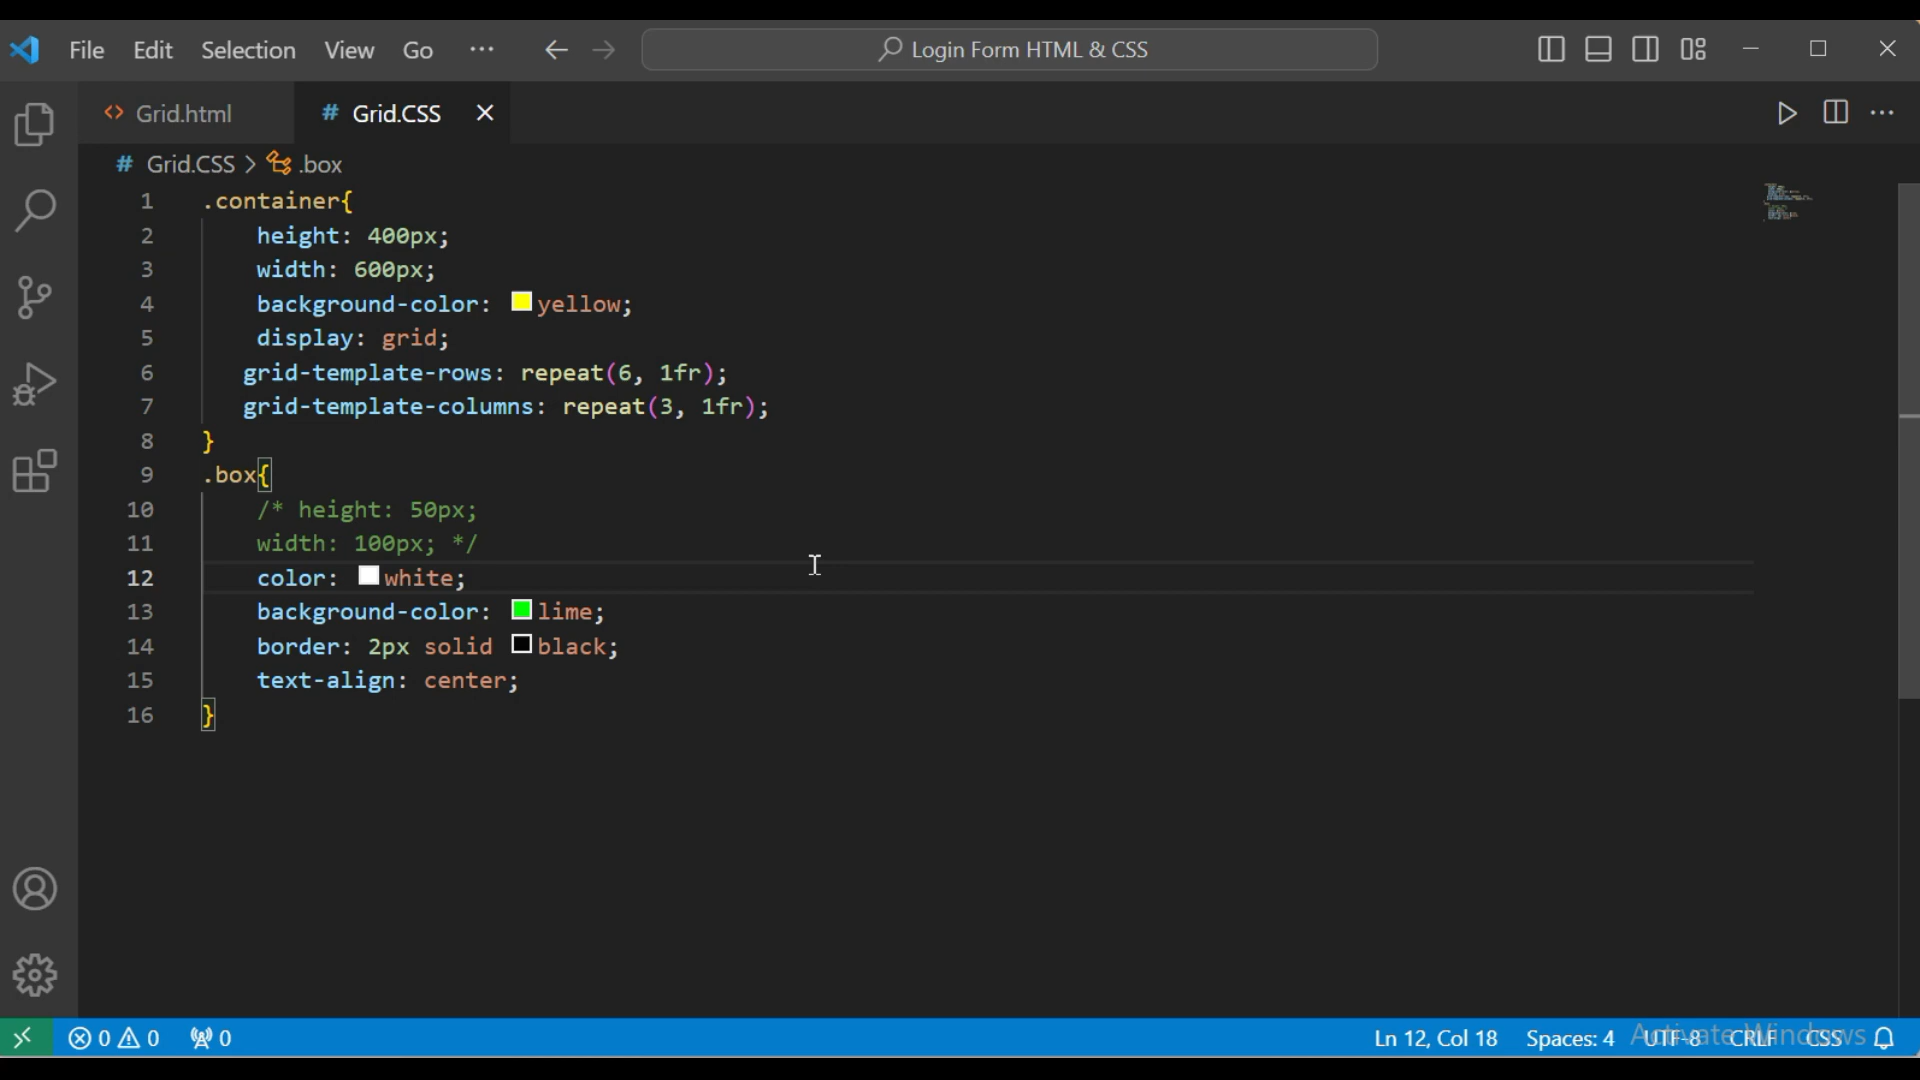 File Edit Selection View Go ··· Login Form HTML & CSS
<> Grid.html # Grid.CSS
# Grid.CSS > .box
1 .container{
2 height: 400px;
3 width: 600px;
4 background-color: yellow;
5 display: grid;
6 grid-template-rows: repeat(6, 1fr);
7 grid-template-columns: repeat(3, 1fr);
8 }
9 .box{
10 /* height: 50px;
11 width: 100px; */
12 color: white;
13 background-color: lime;
14 border: 2px solid black;
15 text-align: center;
16 }
0 0 0 Ln 12, Col 18 Spaces: 4 UTF-8 CRLF CSS
Activate Windows